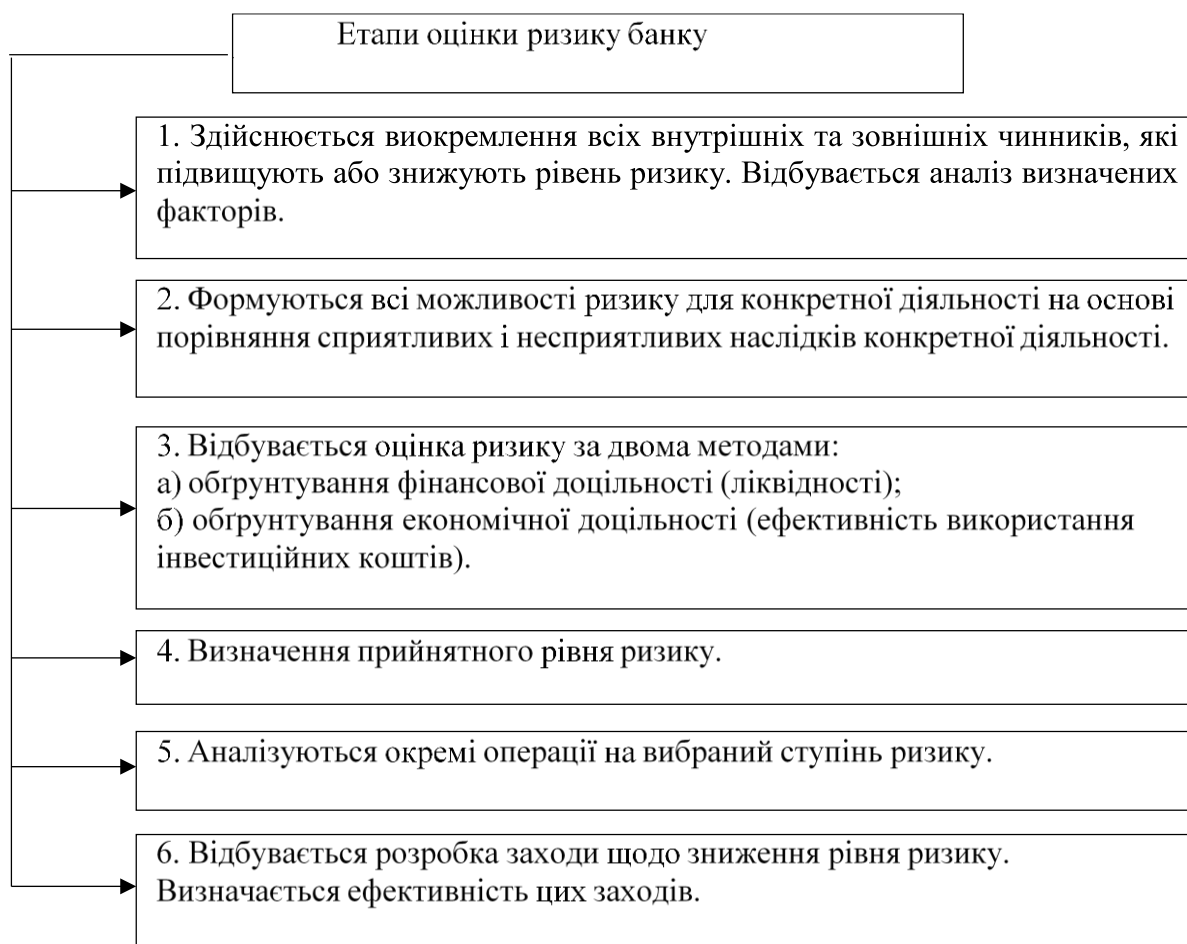 Етапи оцінки ризику банку
1. Здійснюється виокремлення всіх внутрішніх та зовнішніх чинників, які
підвищують або знижують рівень ризику. Відбувається аналіз визначених
факторів.
2. Формуються всі можливості ризику для конкретної діяльності на основі
порівняння сприятливих і несприятливих наслідків конкретної діяльності.
3. Відбувається оцінка ризику за двома методами:
а) обґрунтування фінансової доцільності (ліквідності);
б) обґрунтування економічної доцільності (ефективність використання
інвестиційних коштів).
4. Визначення прийнятного рівня ризику.
5. Аналізуються окремі операції на вибраний ступінь ризику.
6. Відбувається розробка заходи щодо зниження рівня ризику.
Визначається ефективність цих заходів.